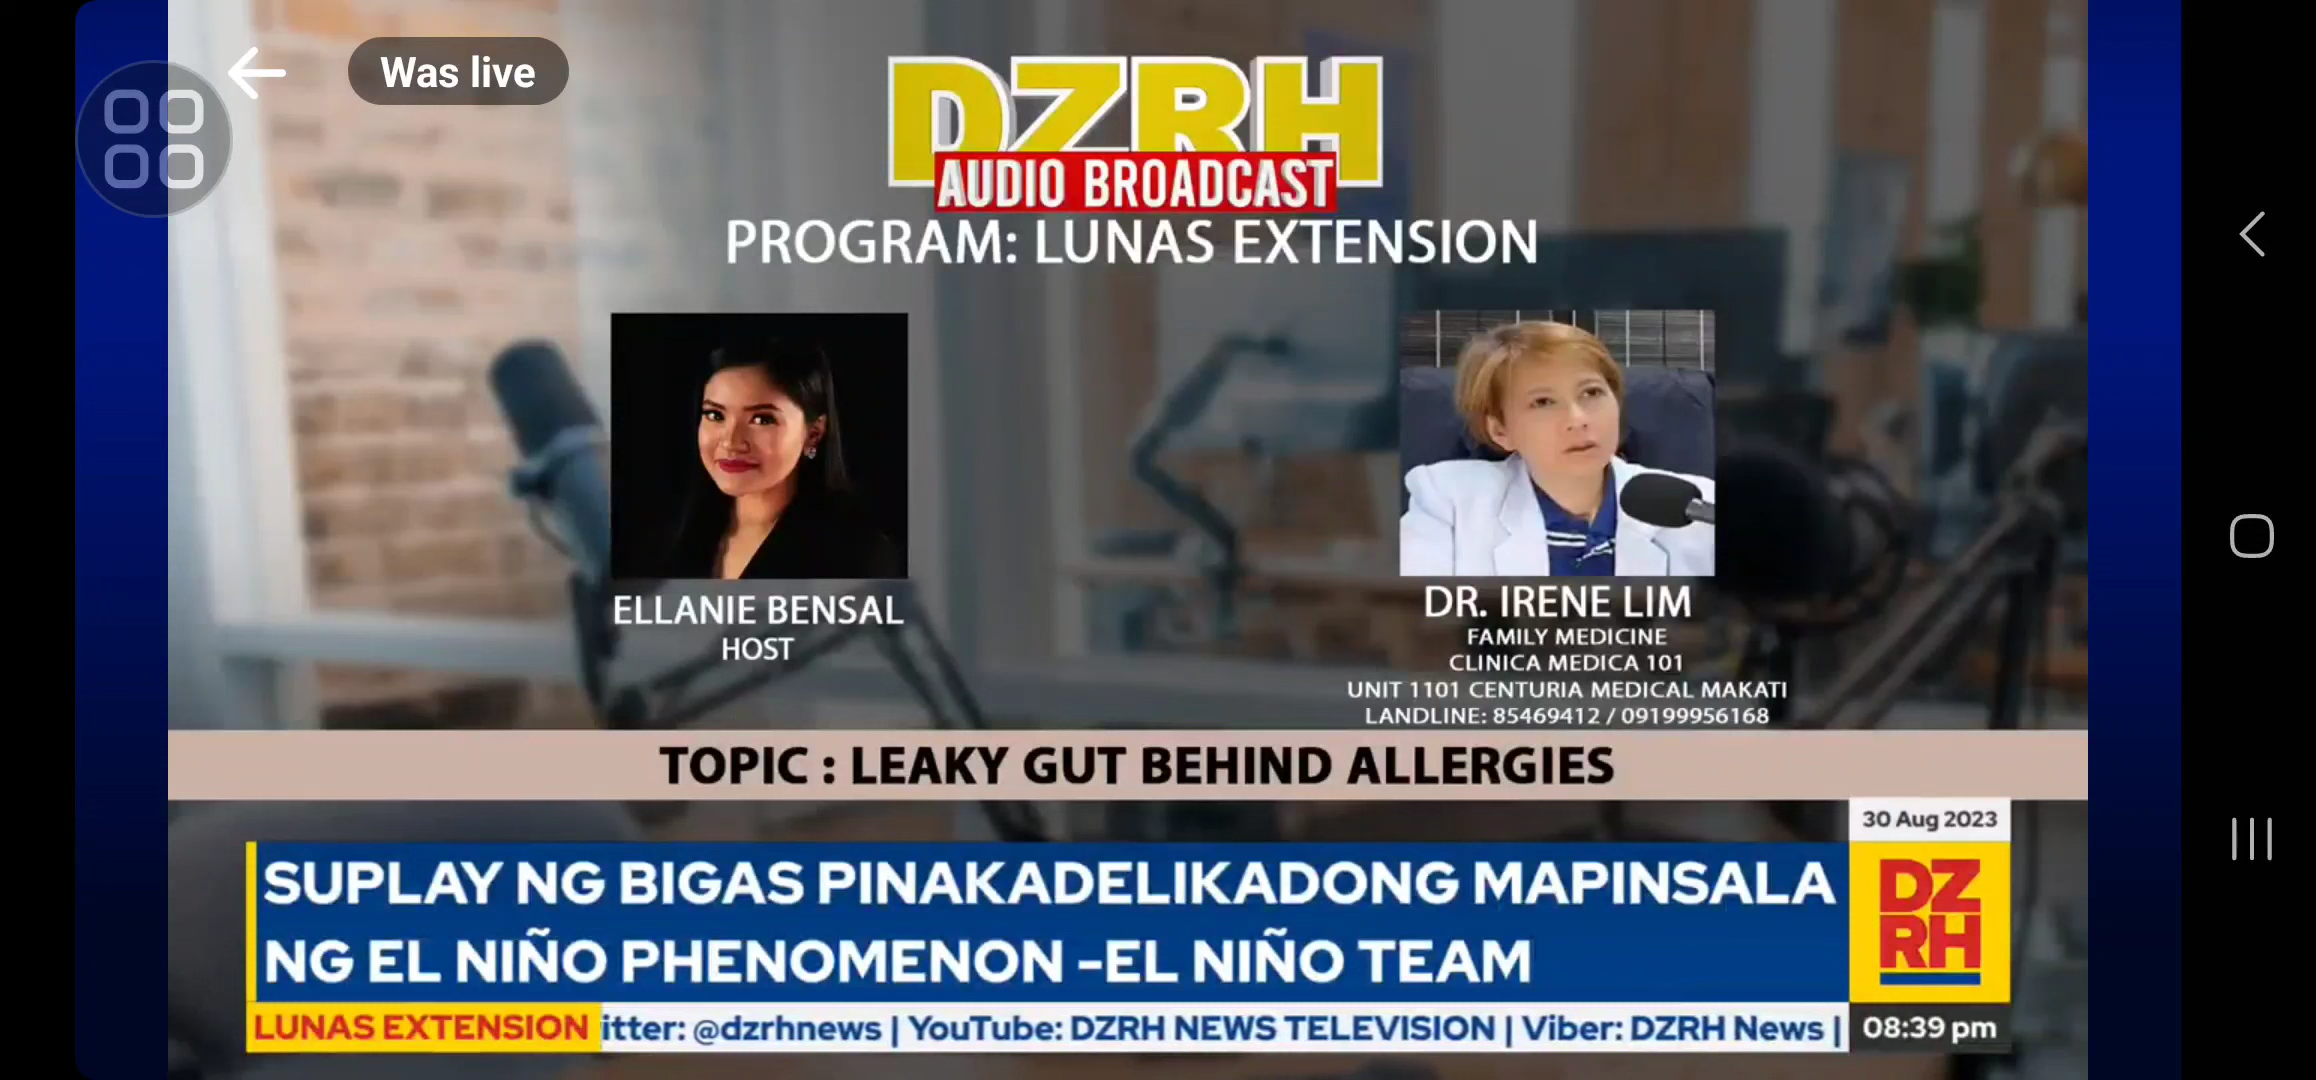 Was live
DZRH
AUDIO BROADCAST
PROGRAM: LUNAS EXTENSION
ELLANIE BENSAL
HOST
DR. IRENE LIM
FAMILY MEDICINE
CLINICA MEDICA 101
UNIT 1101 CENTURIA MEDICAL MAKATI
LANDLINE: 85469412 / 09199956168
TOPIC : LEAKY GUT BEHIND ALLERGIES
30 Aug 2023
SUPLAY NG BIGAS PINAKADELIKADONG MAPINSALA
NG EL NIÑO PHENOMENON -EL NIÑO TEAM
DZ
RH
LUNAS EXTENSION
itter: @dzrhnews | YouTube: DZRH NEWS TELEVISION | Viber: DZRH News |
08:39 pm